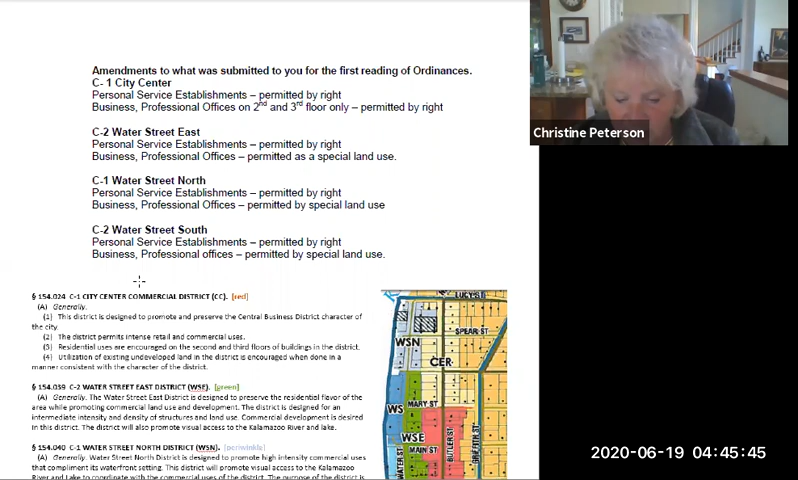 Amendments to what was submitted to you for the first reading of Ordinances.
C- 1 City Center
Personal Service Establishments – permitted by right
Business, Professional Offices on 2nd and 3rd floor only – permitted by right
C-2 Water Street East
Personal Service Establishments – permitted by right
Business, Professional Offices – permitted as a special land use.
C-1 Water Street North
Personal Service Establishments – permitted by right
Business, Professional Offices – permitted by special land use
C-2 Water Street South
Personal Service Establishments – permitted by right
Business, Professional offices – permitted by special land use.
§ 154.024 C-1 CITY CENTER COMMERCIAL DISTRICT (CC). [red]
(A) Generally.
(1) This district is designed to promote and preserve the Central Business District character of
the city.
(2) The district permits intense retail and commercial uses.
(3) Residential uses are encouraged on the second and third floors of buildings in the district.
(4) Utilization of existing undeveloped land in the district is encouraged when done in a
manner consistent with the character of the district.
§ 154.039 C-2 WATER STREET EAST DISTRICT (WSE). [green]
(A) Generally. The Water Street East District is designed to preserve the residential flavor of the
area while promoting commercial land use and development. The district is designed for an
intermediate intensity and density of structures and land use. Commercial development is desired
in this district. The district will also promote visual access to the Kalamazoo River and lake.
§ 154.040 C-1 WATER STREET NORTH DISTRICT (WSN). [periwinkle]
(A) Generally. Water Street North District is designed to promote high intensity commercial uses
that compliment its waterfront setting. This district will promote visual access to the Kalamazoo
River and Lake to coordinate with the commercial uses of the district. The purpose of the district is
LUCY ST
SPEAR ST
WSN
CER
MARY ST
WS
WSE
MAIN ST
BUTLER ST
GRIFFITH ST
WATER ST
Christine Peterson
2020-06-19 04:45:45